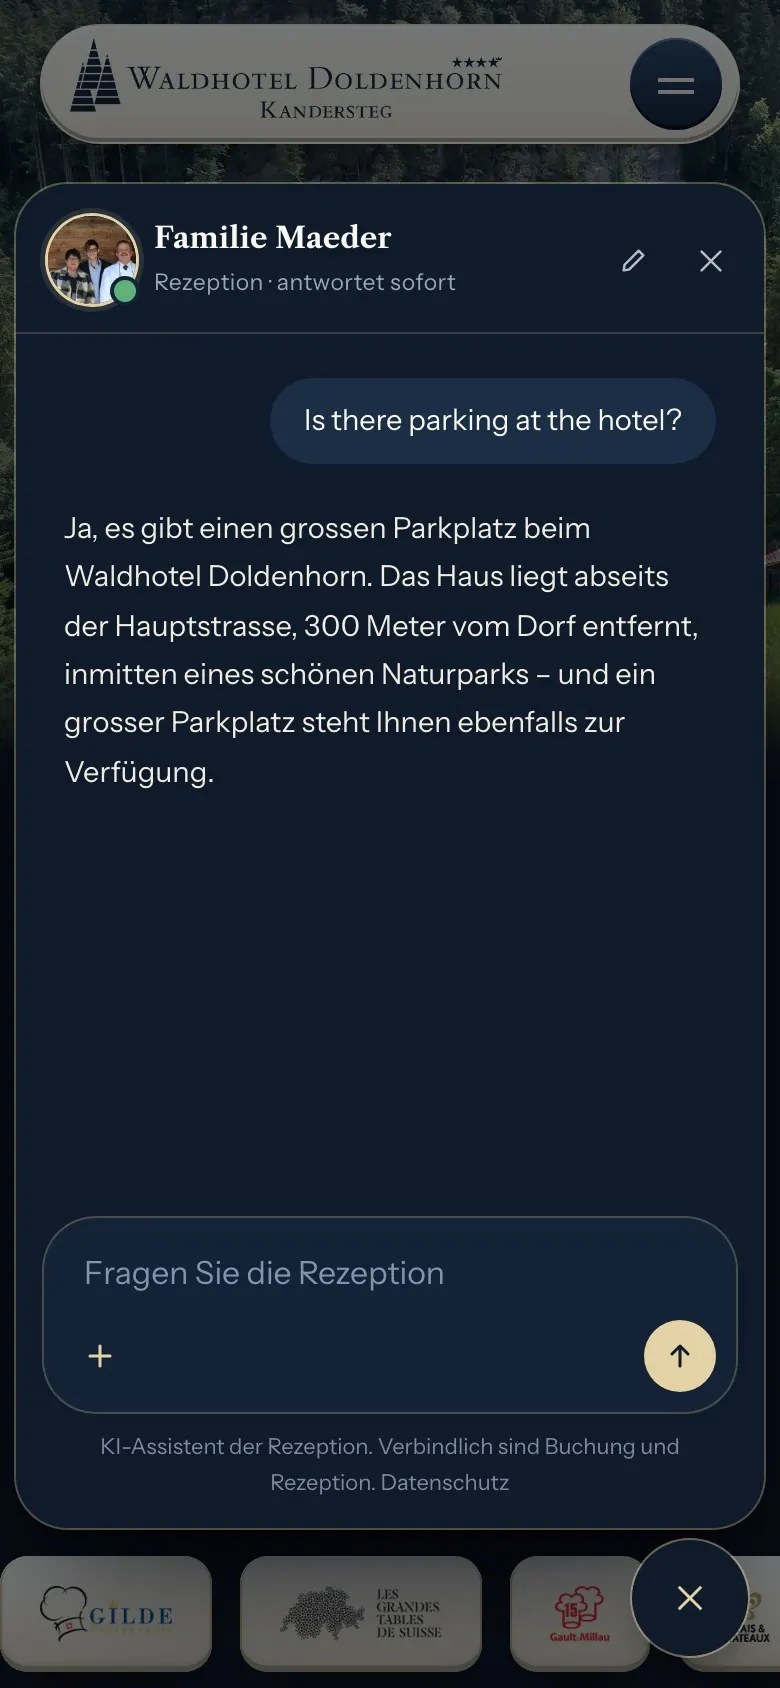 WALDHOTEL DOLDENHORN
KANDERSTEG
Familie Maeder
Rezeption · antwortet sofort
Is there parking at the hotel?
Ja, es gibt einen grossen Parkplatz beim
Waldhotel Doldenhorn. Das Haus liegt abseits
der Hauptstrasse, 300 Meter vom Dorf entfernt,
inmitten eines schönen Naturparks – und ein
grosser Parkplatz steht Ihnen ebenfalls zur
Verfügung.
Fragen Sie die Rezeption
KI-Assistent der Rezeption. Verbindlich sind Buchung und
Rezeption. Datenschutz
GILDE
LES
GRANDES
TABLES
DE SUISSE
15
Gault·Millau